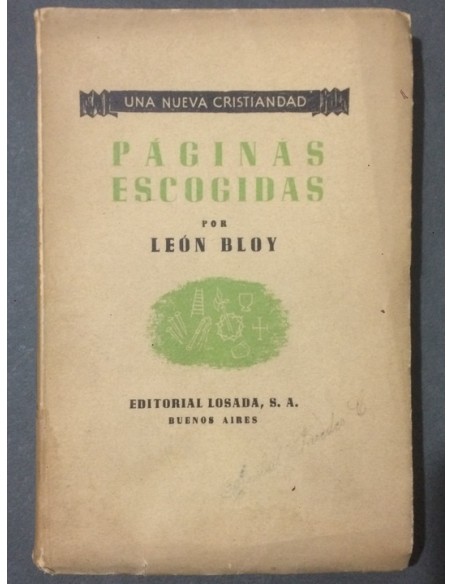 UNA NUEVA CRISTIANDAD
PÁGINAS
ESCOGIDAS
POR
LEÓN BLOY
EDITORIAL LOSADA, S. A.
BUENOS AIRES